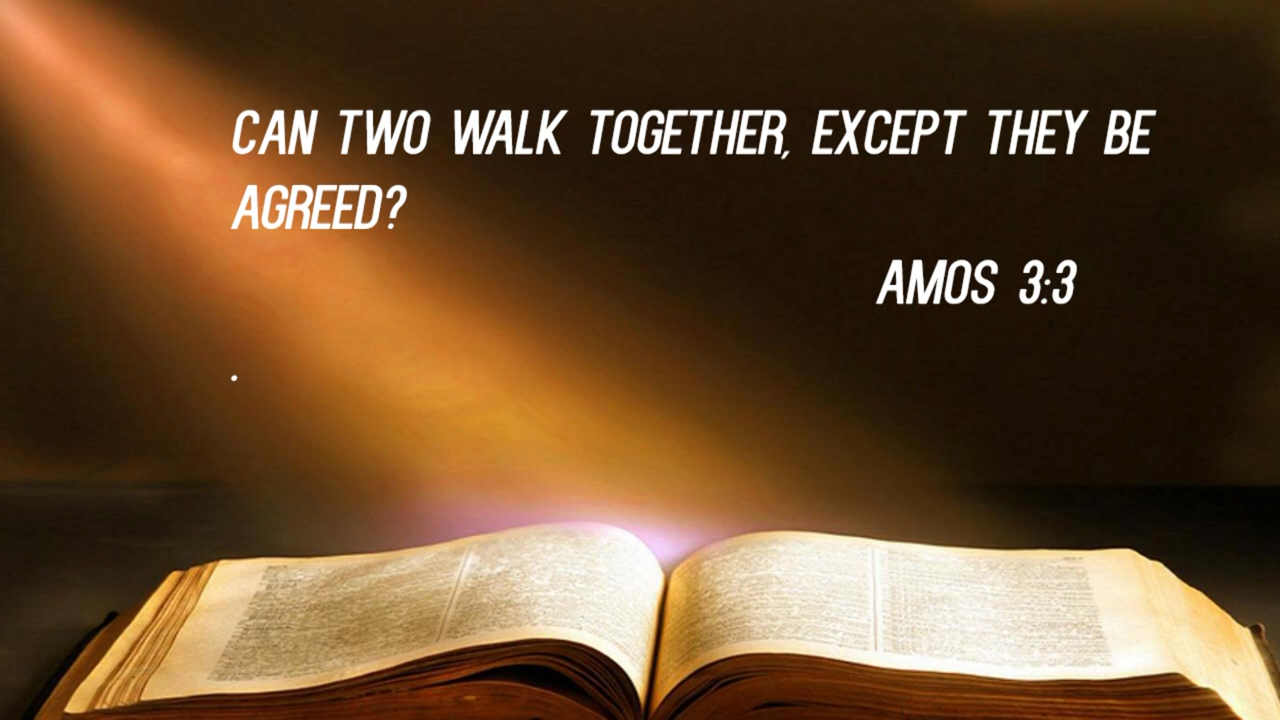 CAN TWO WALK TOGETHER, EXCEPT THEY BE
AGREED?
AMOS 3:3
.